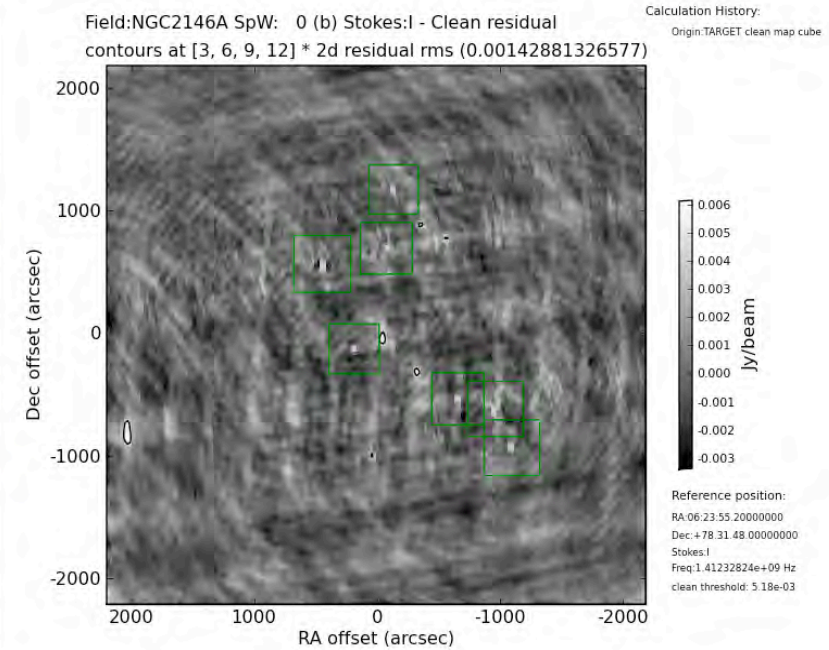 Field:NGC2146A SpW: 0 (b) Stokes:I - Clean residual
contours at [3, 6, 9, 12] * 2d residual rms (0.00142881326577)
Calculation History:
Origin:TARGET clean map cube
2000
1000
0
-1000
-2000
Dec offset (arcsec)
2000
1000
0
-1000
-2000
RA offset (arcsec)
0.006
0.005
0.004
0.003
0.002
0.001
0.000
-0.001
-0.002
-0.003
Jy/beam
Reference position:
RA:06:23:55.20000000
Dec:+78.31.48.00000000
Stokes:I
Freq:1.41232824e+09 Hz
clean threshold: 5.18e-03